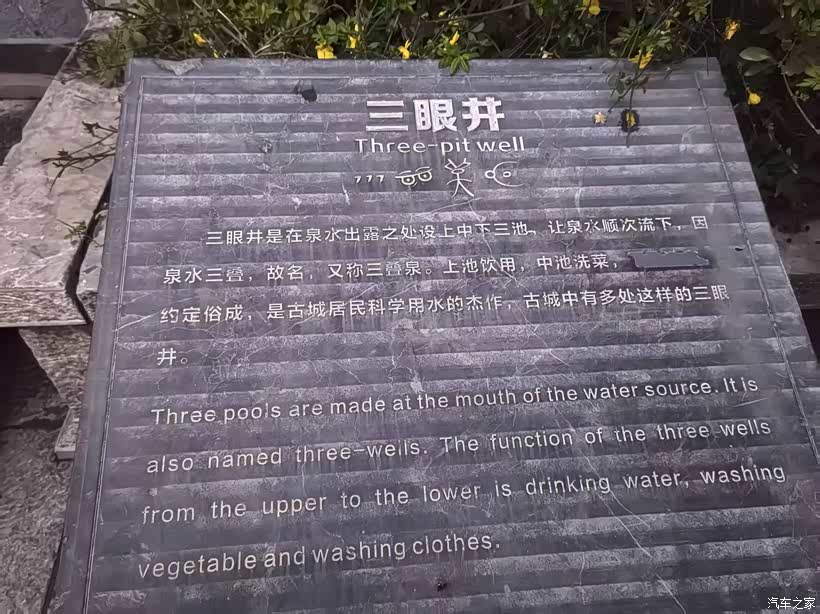 三眼井
Three-pit well
三眼井是在泉水出露之处设上中下三池，让泉水顺次流下，因
泉水三叠，故名，又称三叠泉。上池饮用，中池洗菜，
约定俗成，是古城居民科学用水的杰作，古城中有多处这样的三眼
井。
Three pools are made at the mouth of the water source. It is
also named three-wells. The function of the three wells
from the upper to the lower is drinking water, washing
vegetable and washing clothes.
汽车之家